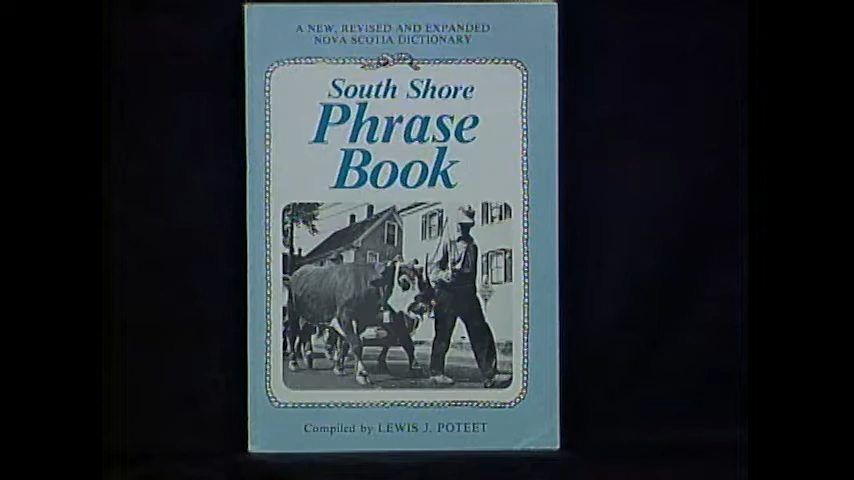 A NEW, REVISED AND EXPANDED
NOVA SCOTIA DICTIONARY
South Shore
Phrase
Book
Compiled by LEWIS J. POTEET